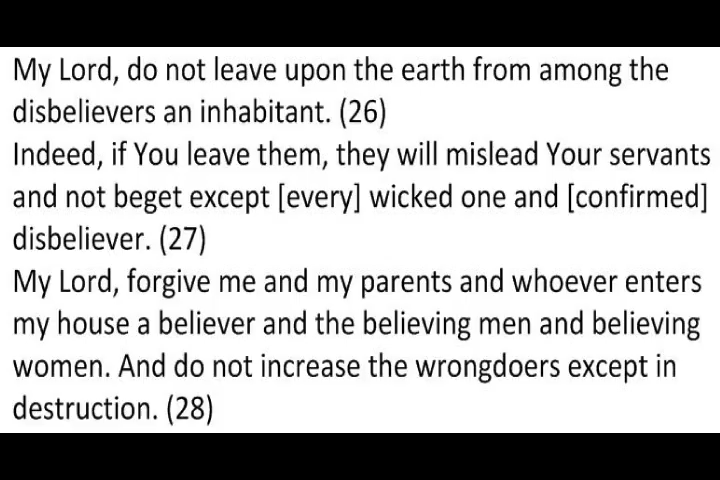 My Lord, do not leave upon the earth from among the
disbelievers an inhabitant. (26)
Indeed, if You leave them, they will mislead Your servants
and not beget except [every] wicked one and [confirmed]
disbeliever. (27)
My Lord, forgive me and my parents and whoever enters
my house a believer and the believing men and believing
women. And do not increase the wrongdoers except in
destruction. (28)